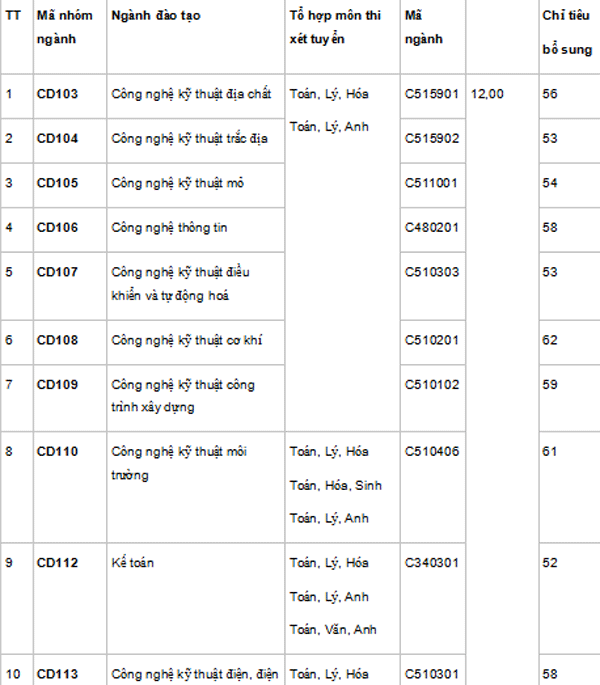 TT Mã nhóm ngành Ngành đào tạo Tổ hợp môn thi xét tuyển Mã ngành Chỉ tiêu bổ sung
1 CD103 Công nghệ kỹ thuật địa chất Toán, Lý, Hóa C515901 12,00 56
Toán, Lý, Anh
2 CD104 Công nghệ kỹ thuật trắc địa C515902 53
3 CD105 Công nghệ kỹ thuật mỏ C511001 54
4 CD106 Công nghệ thông tin C480201 58
5 CD107 Công nghệ kỹ thuật điều C510303 53
khiển và tự động hoá
6 CD108 Công nghệ kỹ thuật cơ khí C510201 62
7 CD109 Công nghệ kỹ thuật công C510102 59
trình xây dựng
8 CD110 Công nghệ kỹ thuật môi Toán, Lý, Hóa C510406 61
trường Toán, Hóa, Sinh
Toán, Lý, Anh
9 CD112 Kế toán Toán, Lý, Hóa C340301 52
Toán, Lý, Anh
Toán, Văn, Anh
10 CD113 Công nghệ kỹ thuật điện, điện Toán, Lý, Hóa C510301 58